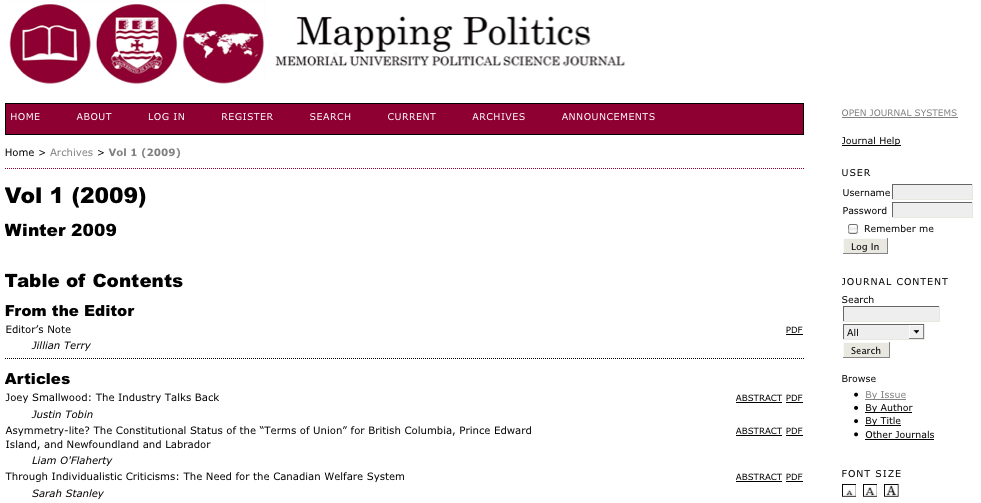 Mapping Politics
MEMORIAL UNIVERSITY POLITICAL SCIENCE JOURNAL
HOME ABOUT LOG IN REGISTER SEARCH CURRENT ARCHIVES ANNOUNCEMENTS
Home > Archives > Vol 1 (2009)
Vol 1 (2009)
Winter 2009
Table of Contents
From the Editor
Editor's Note PDF
Jillian Terry
Articles
Joey Smallwood: The Industry Talks Back ABSTRACT PDF
Justin Tobin
Asymmetry-lite? The Constitutional Status of the “Terms of Union” for British Columbia, Prince Edward ABSTRACT PDF
Island, and Newfoundland and Labrador
Liam O'Flaherty
Through Individualistic Criticisms: The Need for the Canadian Welfare System ABSTRACT PDF
Sarah Stanley
OPEN JOURNAL SYSTEMS
Journal Help
USER
Username
Password
Remember me
Log In
JOURNAL CONTENT
Search
All
Search
Browse
By Issue
By Author
By Title
Other Journals
FONT SIZE
A A A